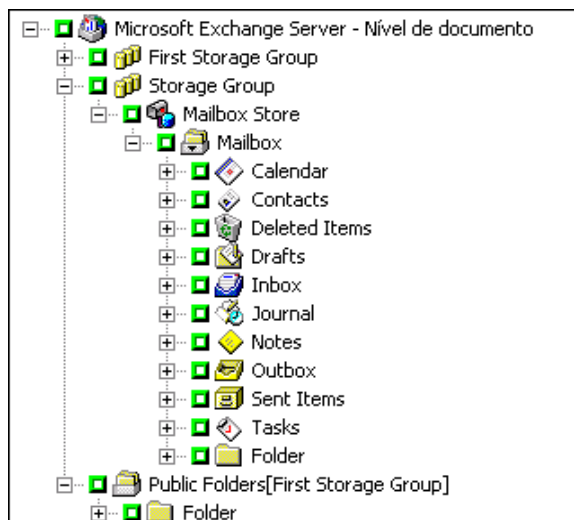 Microsoft Exchange Server - Nível de documento
First Storage Group
Storage Group
Mailbox Store
Mailbox
Calendar
Contacts
Deleted Items
Drafts
Inbox
Journal
Notes
Outbox
Sent Items
Tasks
Folder
Public Folders[First Storage Group]
Folder